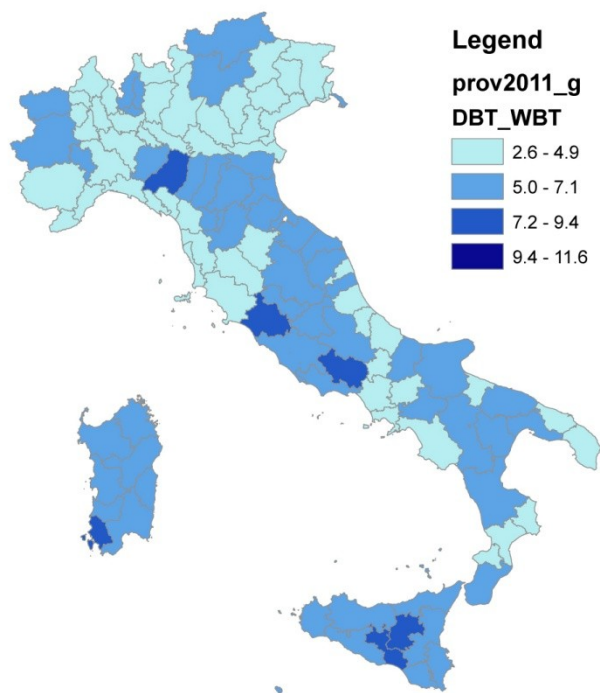 Legend
prov2011_g
DBT_WBT
2.6 - 4.9
5.0 - 7.1
7.2 - 9.4
9.4 - 11.6